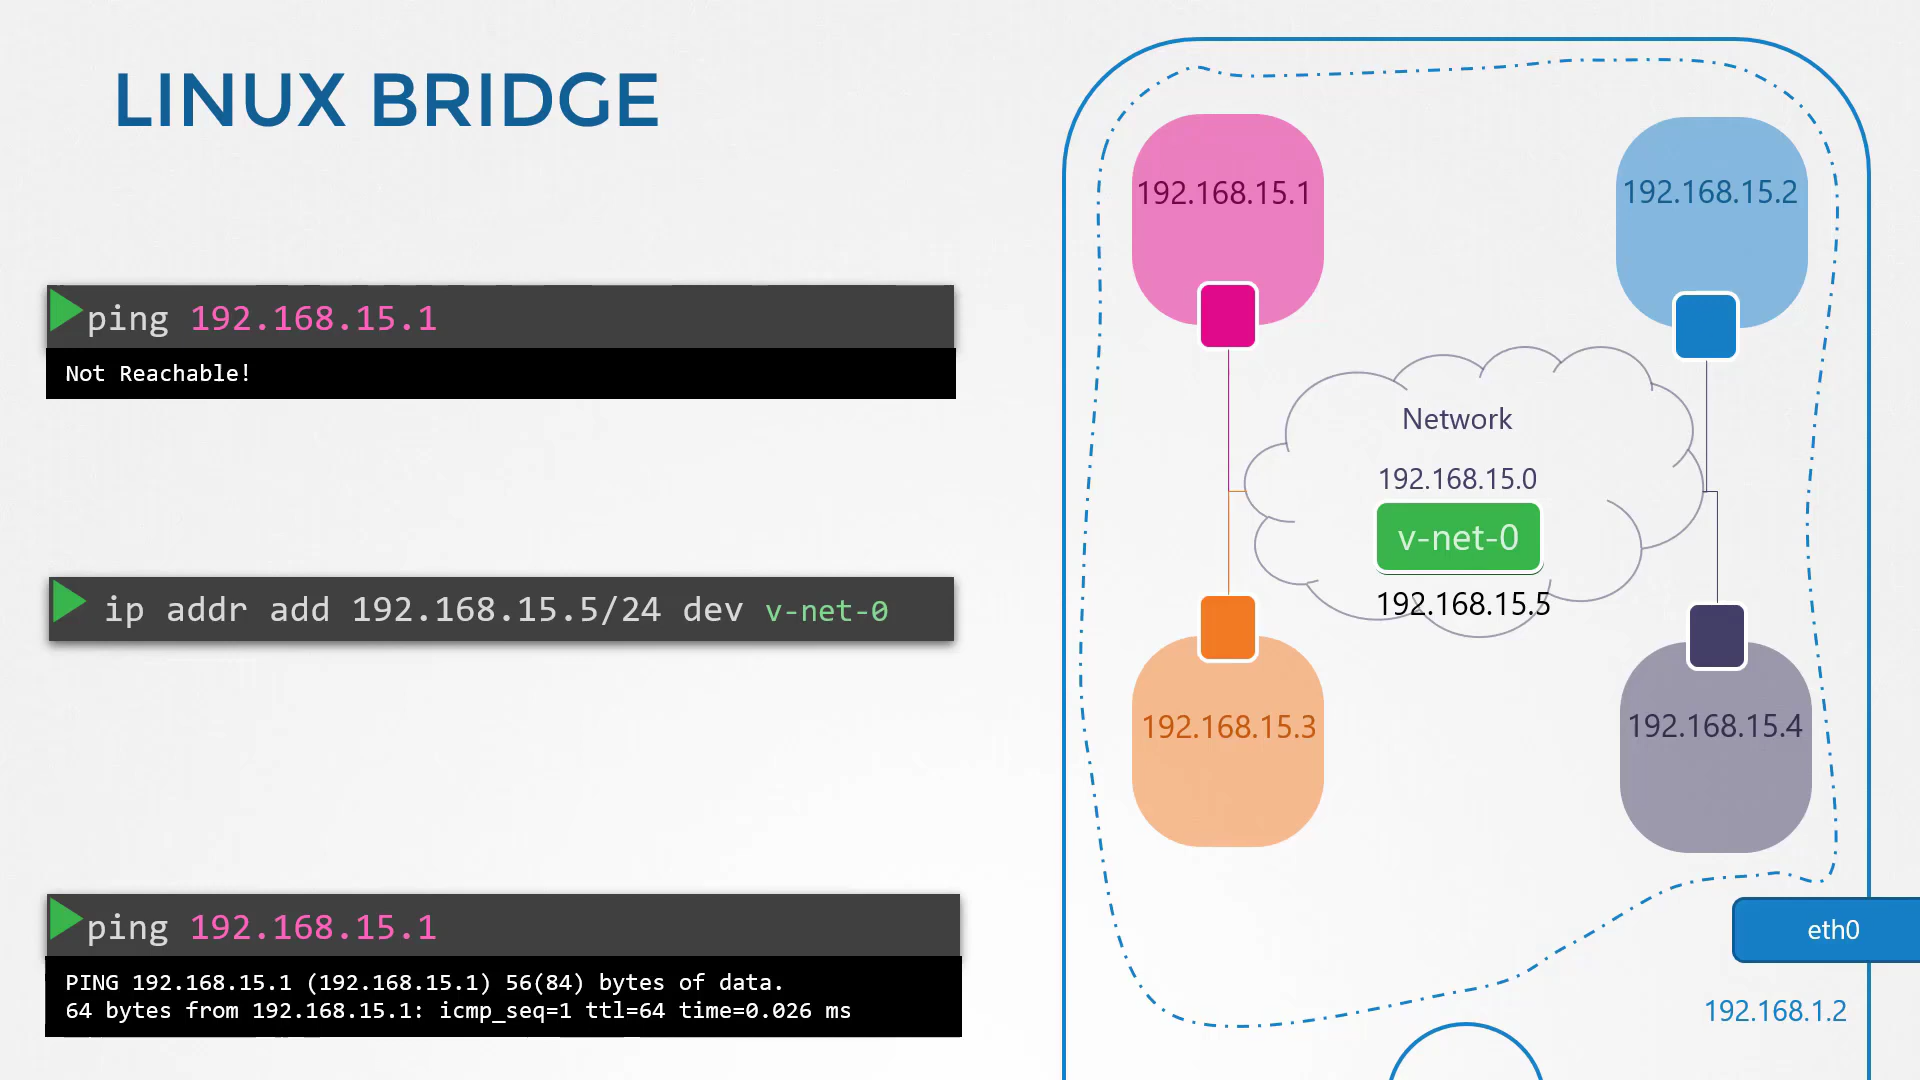 LINUX BRIDGE
ping 192.168.15.1
Not Reachable!
ip addr add 192.168.15.5/24 dev v-net-0
ping 192.168.15.1
PING 192.168.15.1 (192.168.15.1) 56(84) bytes of data.
64 bytes from 192.168.15.1: icmp_seq=1 ttl=64 time=0.026 ms
192.168.15.1
192.168.15.2
Network
192.168.15.0
v-net-0
192.168.15.5
192.168.15.3
192.168.15.4
eth0
192.168.1.2